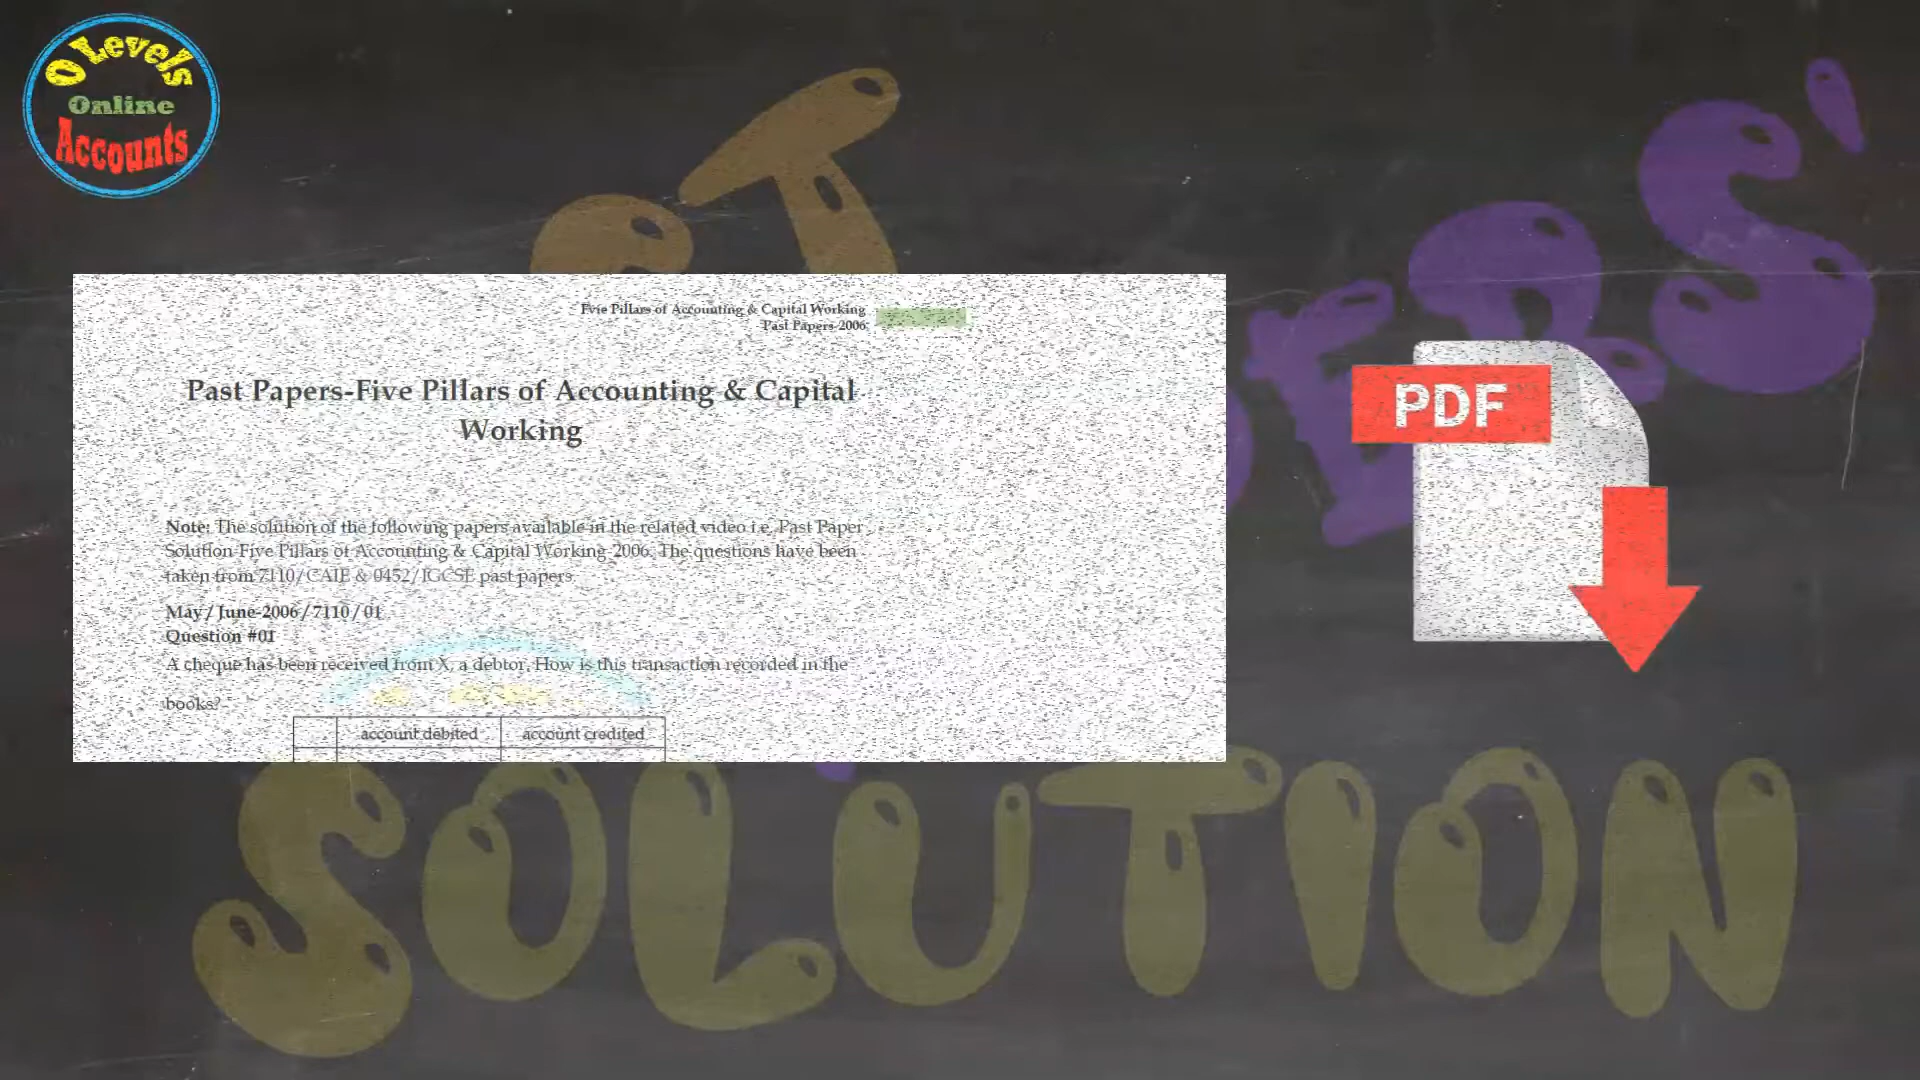 O Levels
Online
Accounts
Fvie Pillars of Accounting & Capital Working
Past Papers-2006
Past Papers-Five Pillars of Accounting & Capital
Working
Note: The solution of the following papers available in the related video i.e. Past Paper
Solution-Five Pillars of Accounting & Capital Working-2006. The questions have been
taken from 7110/CAIE & 0452/IGCSE past papers.
May/June-2006/7110/01
Question #01
A cheque has been received from X, a debtor. How is this transaction recorded in the
books?
account debited account credited
PDF
SOLUTION